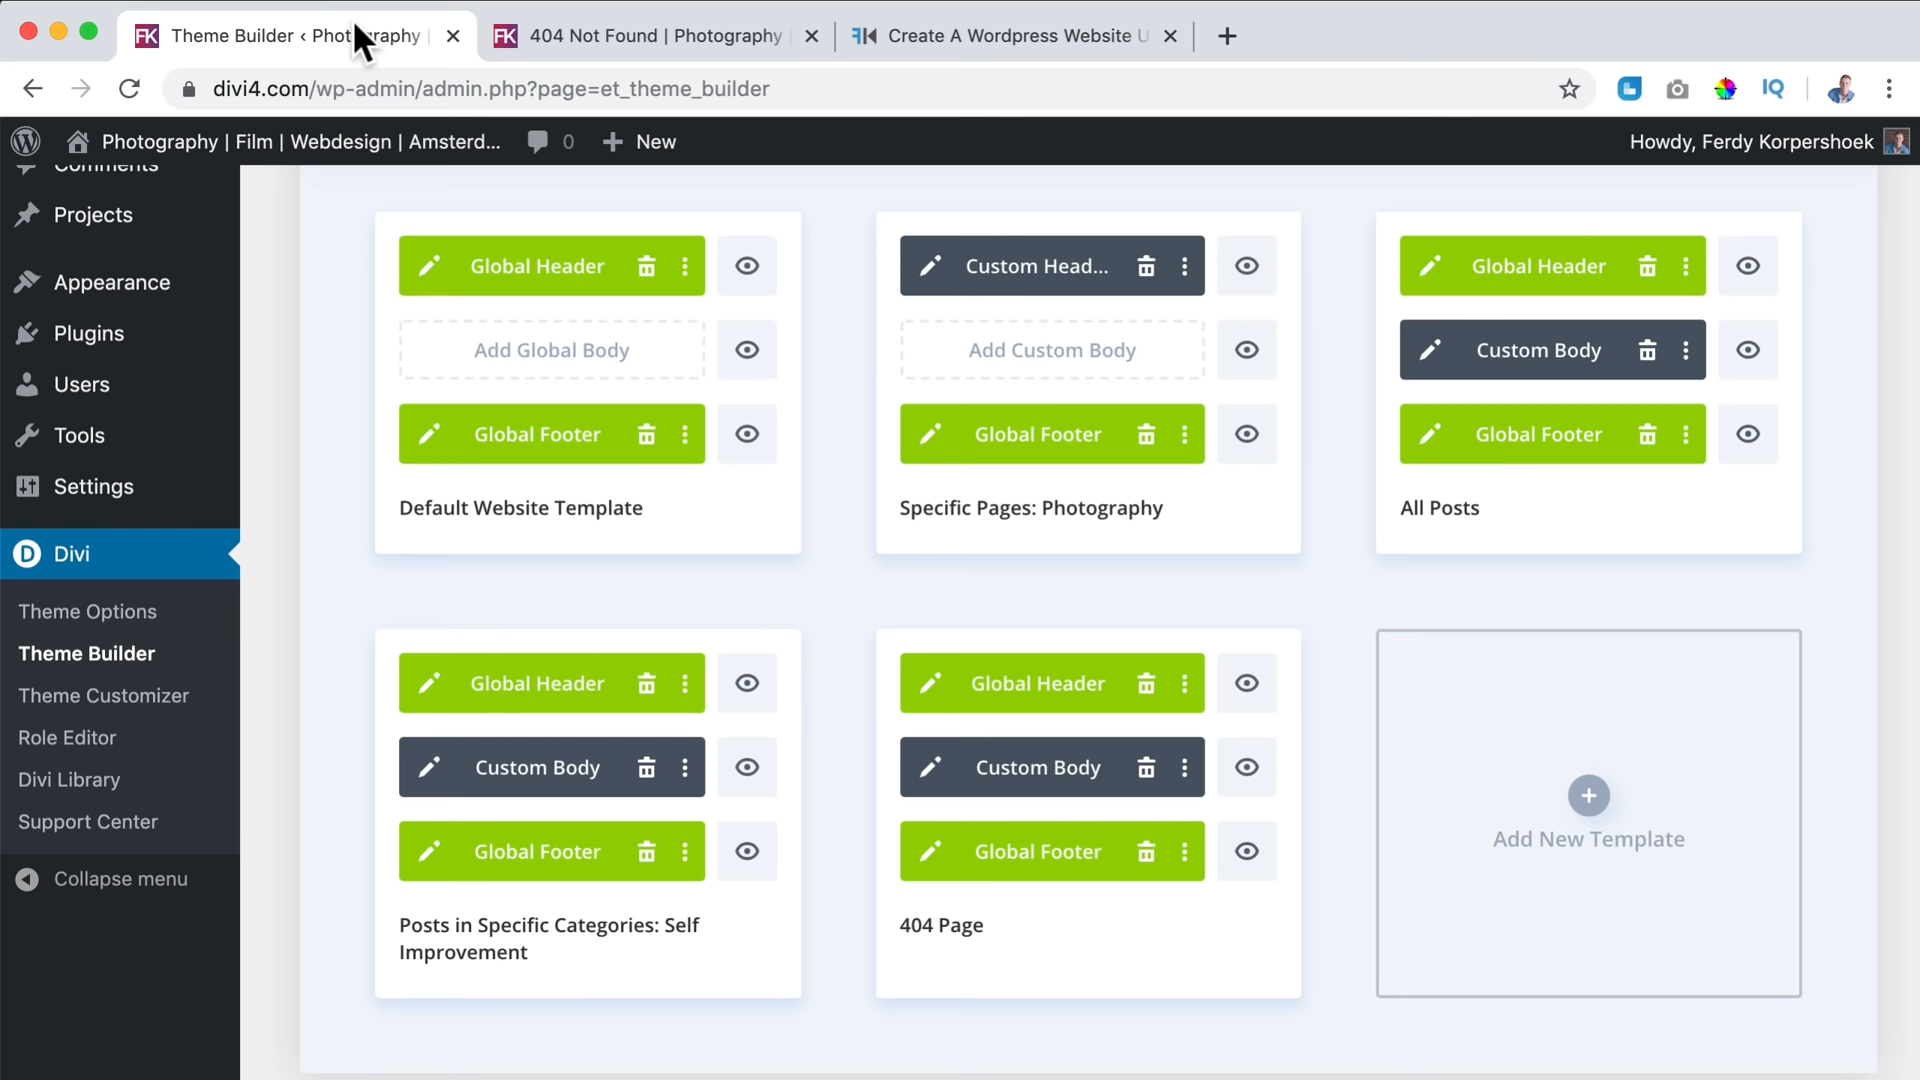 FK Theme Builder ‹ Photography
FK 404 Not Found | Photography
Create A Wordpress Website U
divi4.com/wp-admin/admin.php?page=et_theme_builder
IQ
Photography | Film | Webdesign | Amsterd...
0
New
Howdy, Ferdy Korpershoek
Comments
Projects
Appearance
Plugins
Users
Tools
Settings
D Divi
Theme Options
Theme Builder
Theme Customizer
Role Editor
Divi Library
Support Center
Collapse menu
Global Header
Add Global Body
Global Footer
Default Website Template
Custom Head...
Add Custom Body
Global Footer
Specific Pages: Photography
Global Header
Custom Body
Global Footer
All Posts
Global Header
Custom Body
Global Footer
Posts in Specific Categories: Self
Improvement
Global Header
Custom Body
Global Footer
404 Page
Add New Template